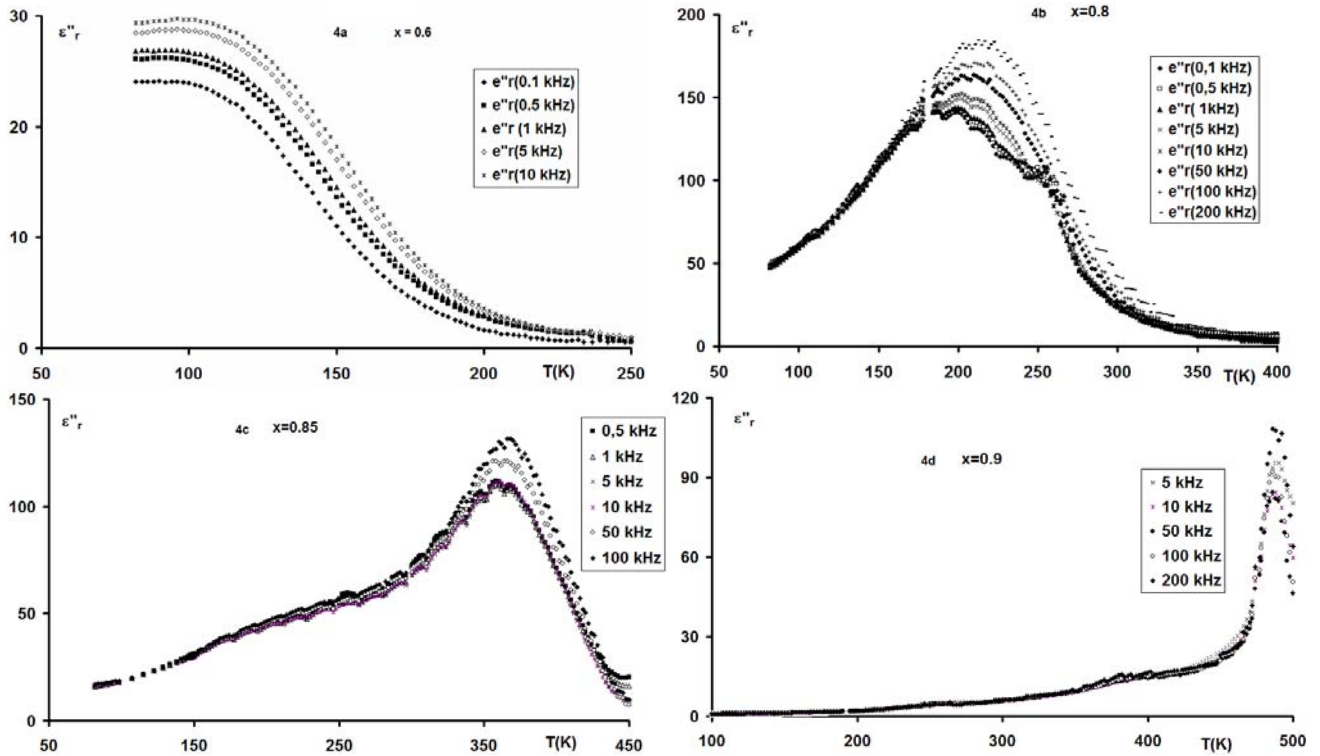 ε"r
4a x = 0.6
30
20
10
0
e"r(0.1 kHz)
e"r(0.5 kHz)
e"r (1 kHz)
e"r(5 kHz)
e"r(10 kHz)
50 100 150 200 250
T(K)
ε"r
4b x=0.8
200
150
100
50
0
e"r(0,1 kHz)
e"r(0,5 kHz)
e"r( 1kHz)
e"r(5 kHz)
e"r(10 kHz)
e"r(50 kHz)
e"r(100 kHz)
e"r(200 kHz)
50 100 150 200 250 300 350 400
T(K)
ε"r
4c x=0.85
150
100
50
0
0,5 kHz
1 kHz
5 kHz
10 kHz
50 kHz
100 kHz
50 150 250 350 450
T(K)
ε"r
4d x=0.9
120
90
60
30
0
5 kHz
10 kHz
50 kHz
100 kHz
200 kHz
100 200 300 400 500
T(K)